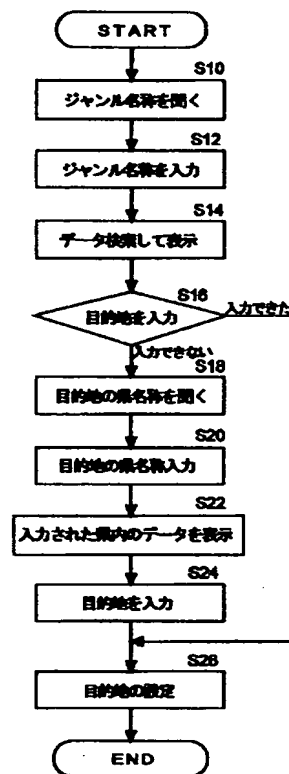 START
S10
ジャンル名称を聞く
S12
ジャンル名称を入力
S14
データ検索して表示
S16
目的地を入力
入力できた
入力できない
S18
目的地の県名称を聞く
S20
目的地の県名称入力
S22
入力された県内のデータを表示
S24
目的地を入力
S26
目的地の設定
END